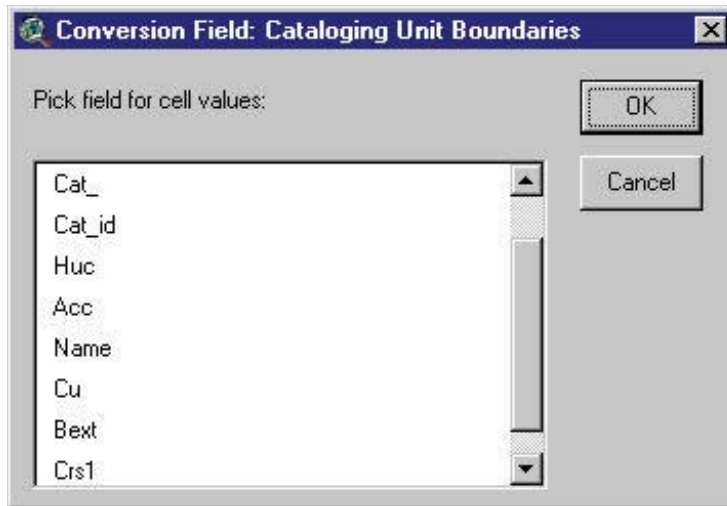 Conversion Field: Cataloging Unit Boundaries
Pick field for cell values:
OK
Cancel
Cat_
Cat_id
Huc
Acc
Name
Cu
Bext
Crs1